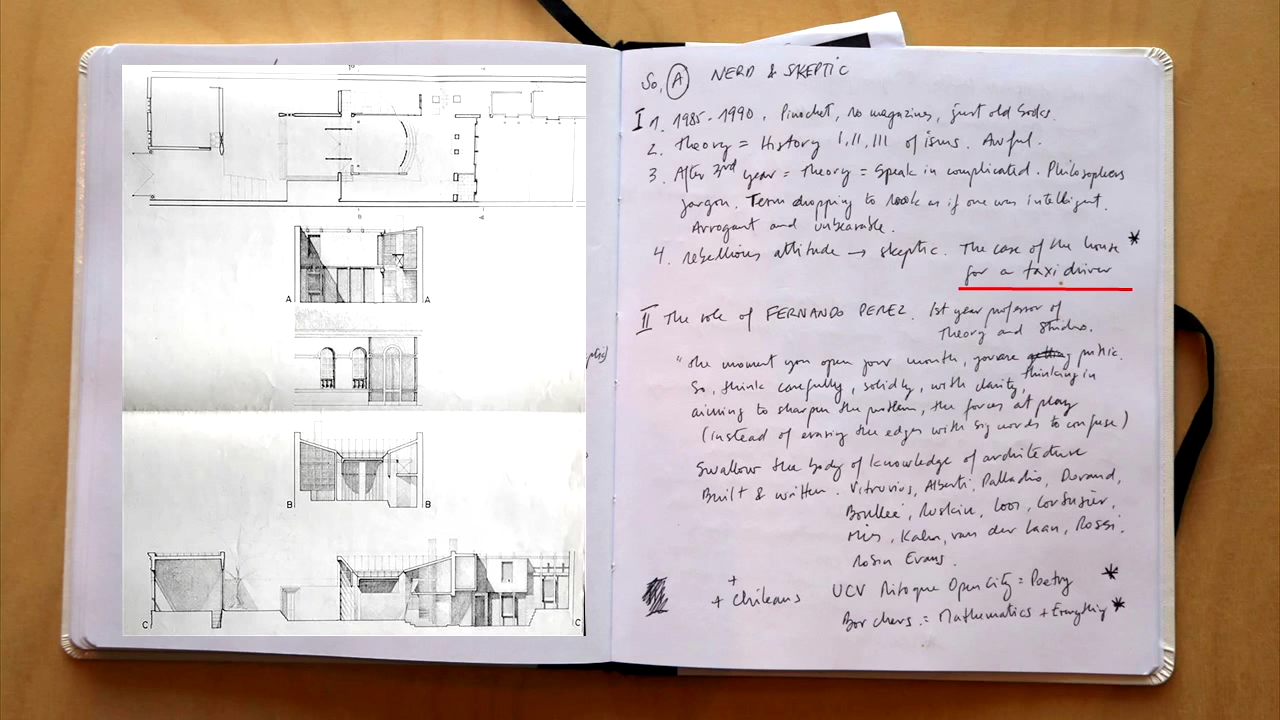 So, A NERD & SKEPTIC
I 1. 1985-1990. Pinochet, no magazines, just old books.
2. Theory = History I, II, III of isms. Awful.
3. After 3rd year = Theory = Speak in complicated. Philosophers
jargon. Term dropping to look as if one was intelligent.
Arrogant and unbearable.
4. rebellious attitude → skeptic. The case of the house *
for a taxi driver
II The role of FERNANDO PEREZ. 1st year professor of
Theory and Studio.
"the moment you open your mouth, you are public.
So, think carefully, solidly, with clarity, thinking in
aiming to sharpen the problem, the forces at play
(instead of erasing the edges with big words to confuse)
Swallow the body of knowledge of architecture
Built & written. Vitruvius, Alberti, Palladio, Durand,
Boullée, Ruskin, Loos, Corbusier,
Mies, Kahn, van der Laan, Rossi,
Robin Evans.
+ Chileans UCV Ritoque Open City = Poetry *
Borchers = Mathematics + Everything *
A A
B B
C C